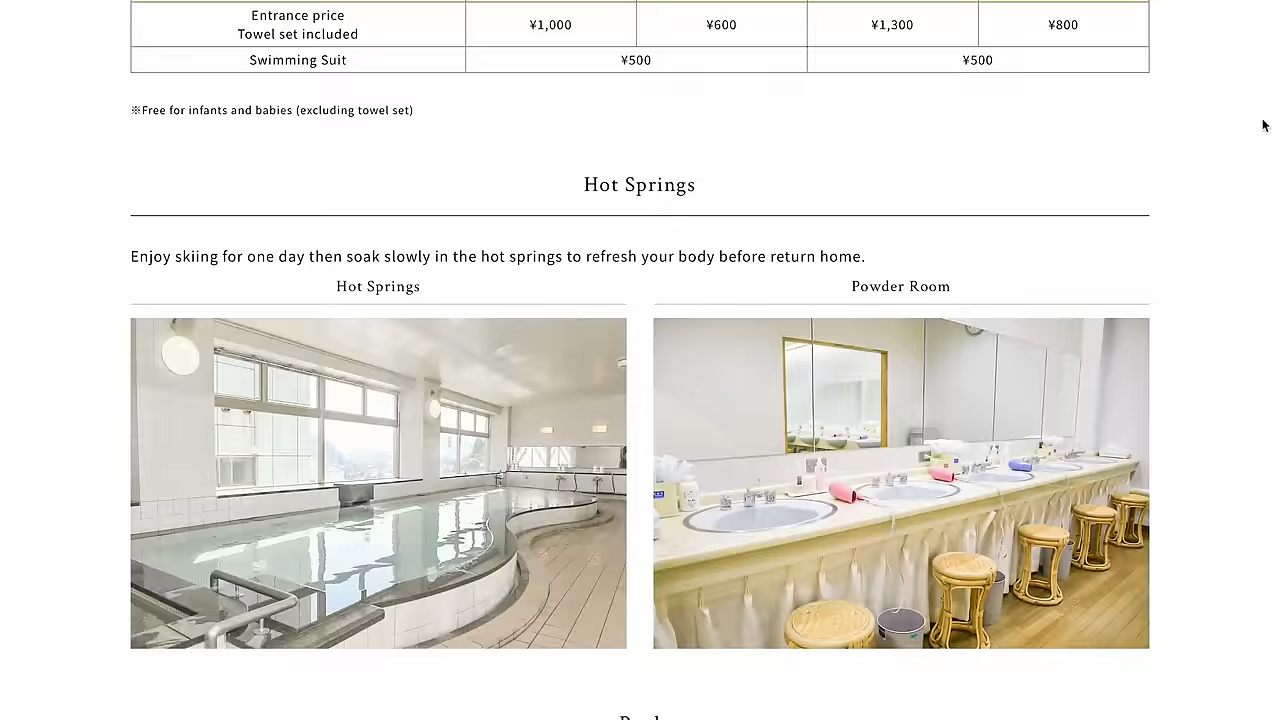 Entrance price
Towel set included
¥1,000
¥600
¥1,300
¥800
Swimming Suit
¥500
¥500
※Free for infants and babies (excluding towel set)
Hot Springs
Enjoy skiing for one day then soak slowly in the hot springs to refresh your body before return home.
Hot Springs
Powder Room